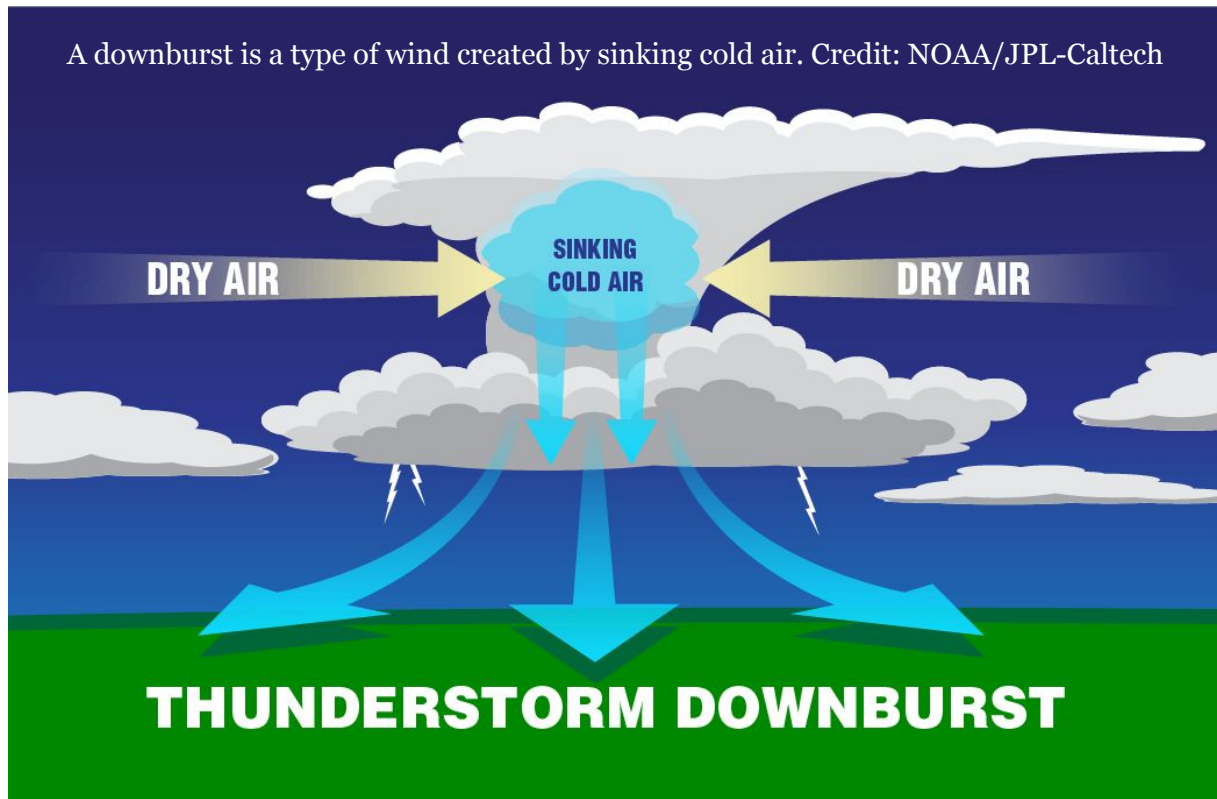 A downburst is a type of wind created by sinking cold air. Credit: NOAA/JPL-Caltech
SINKING
COLD AIR
DRY AIR
DRY AIR
THUNDERSTORM DOWNBURST